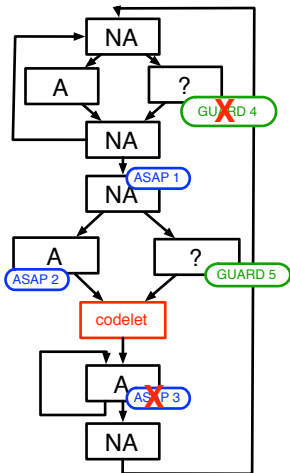 NA
A
?
GUARD 4
X
NA
ASAP 1
NA
A
?
ASAP 2
GUARD 5
codelet
A
ASAP 3
X
NA